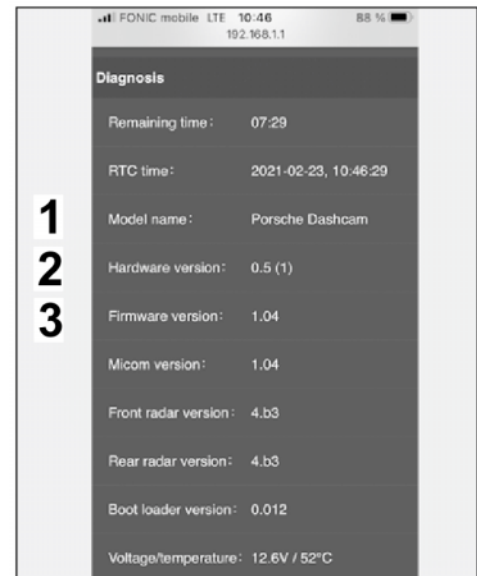 FONIC mobile LTE 10:46 88 %
192.168.1.1
Diagnosis
Remaining time: 07:29
RTC time: 2021-02-23, 10:46:29
1 Model name: Porsche Dashcam
2 Hardware version: 0.5 (1)
3 Firmware version: 1.04
Micom version: 1.04
Front radar version: 4.b3
Rear radar version: 4.b3
Boot loader version: 0.012
Voltage/temperature: 12.6V / 52°C